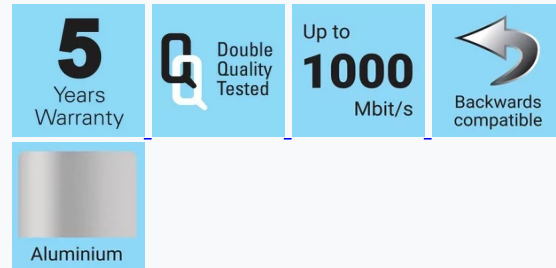 5
Years
Warranty
Double
Quality
Tested
Up to
1000
Mbit/s
Backwards
compatible
Aluminium